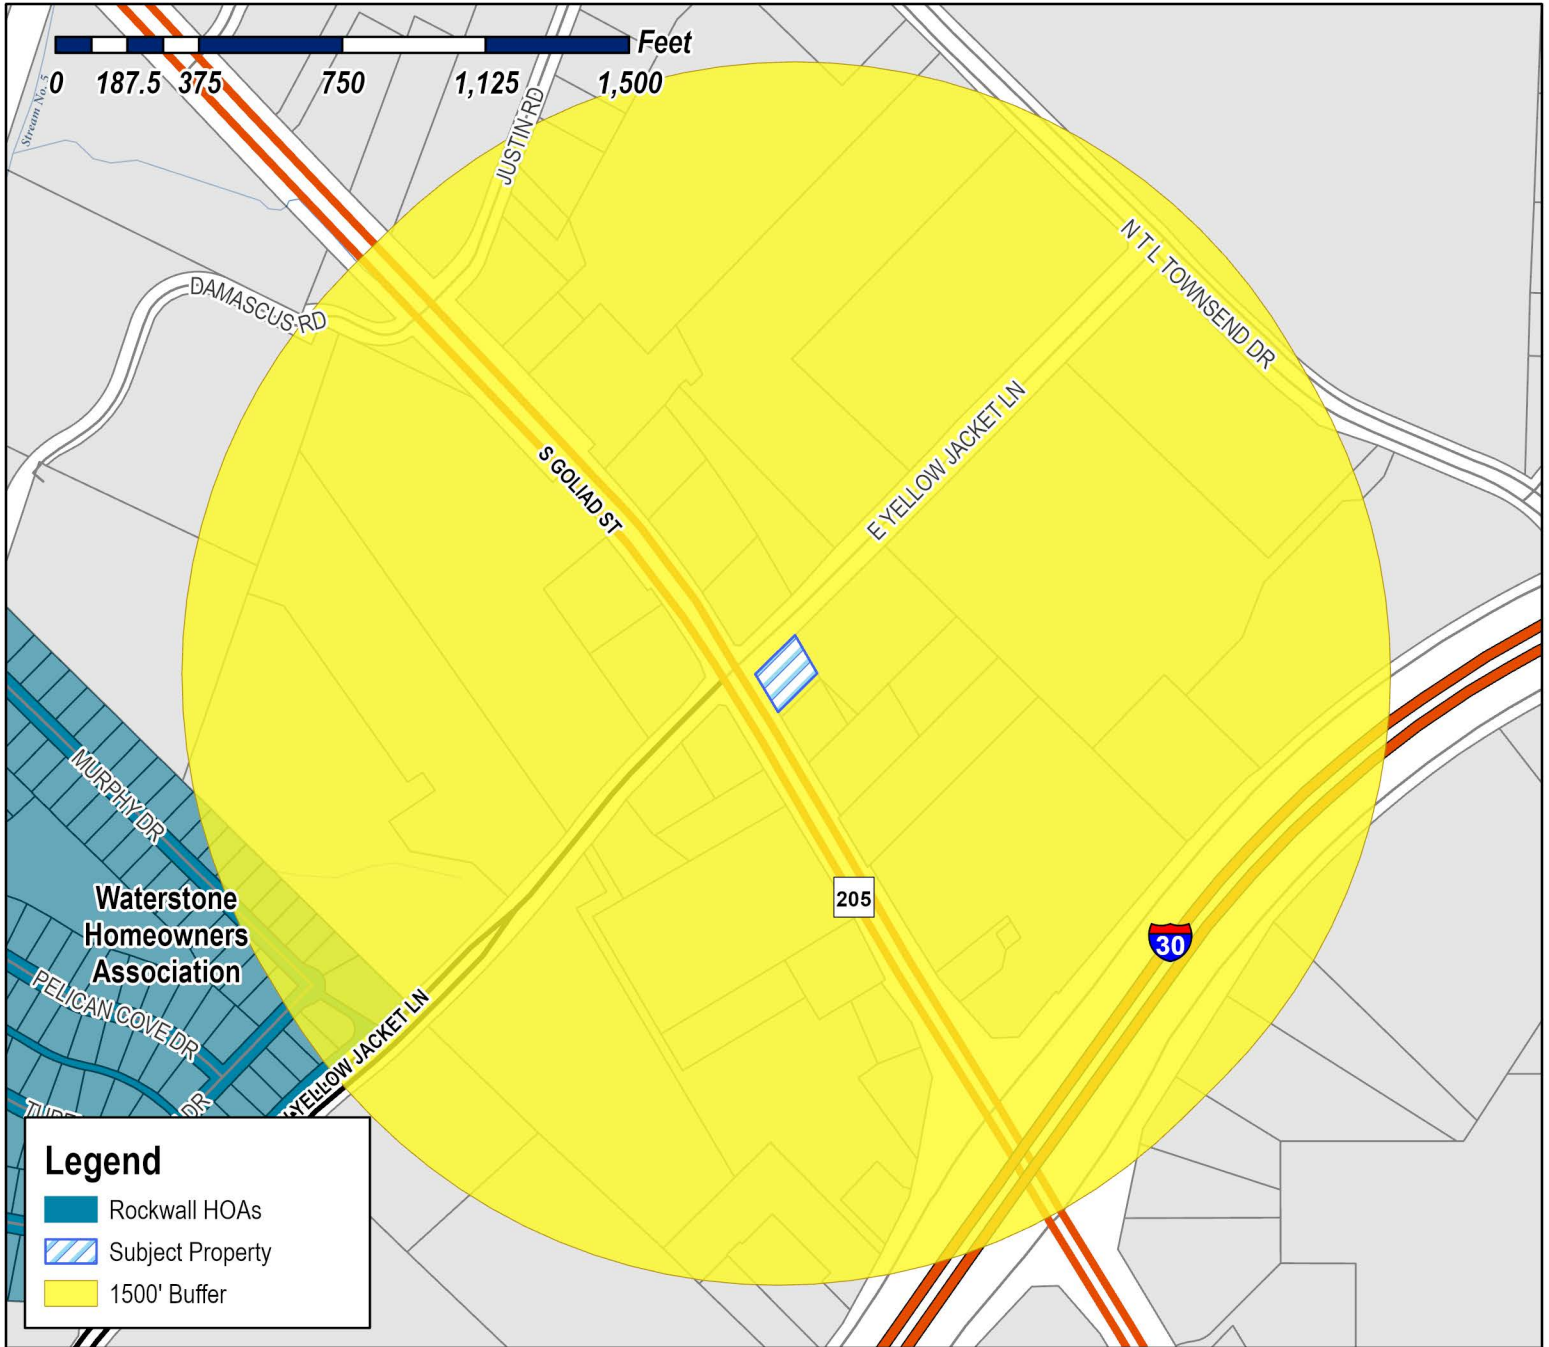 Feet
0 187.5 375 750 1,125 1,500
Stream No. 5
JUSTIN RD
DAMASCUS RD
N T L TOWNSEND DR
E YELLOW JACKET LN
S GOLIAD ST
MURPHY DR
205
30
Waterstone
Homeowners
Association
PELICAN COVE DR
YELLOW JACKET LN
DR
Legend
Rockwall HOAs
Subject Property
1500' Buffer